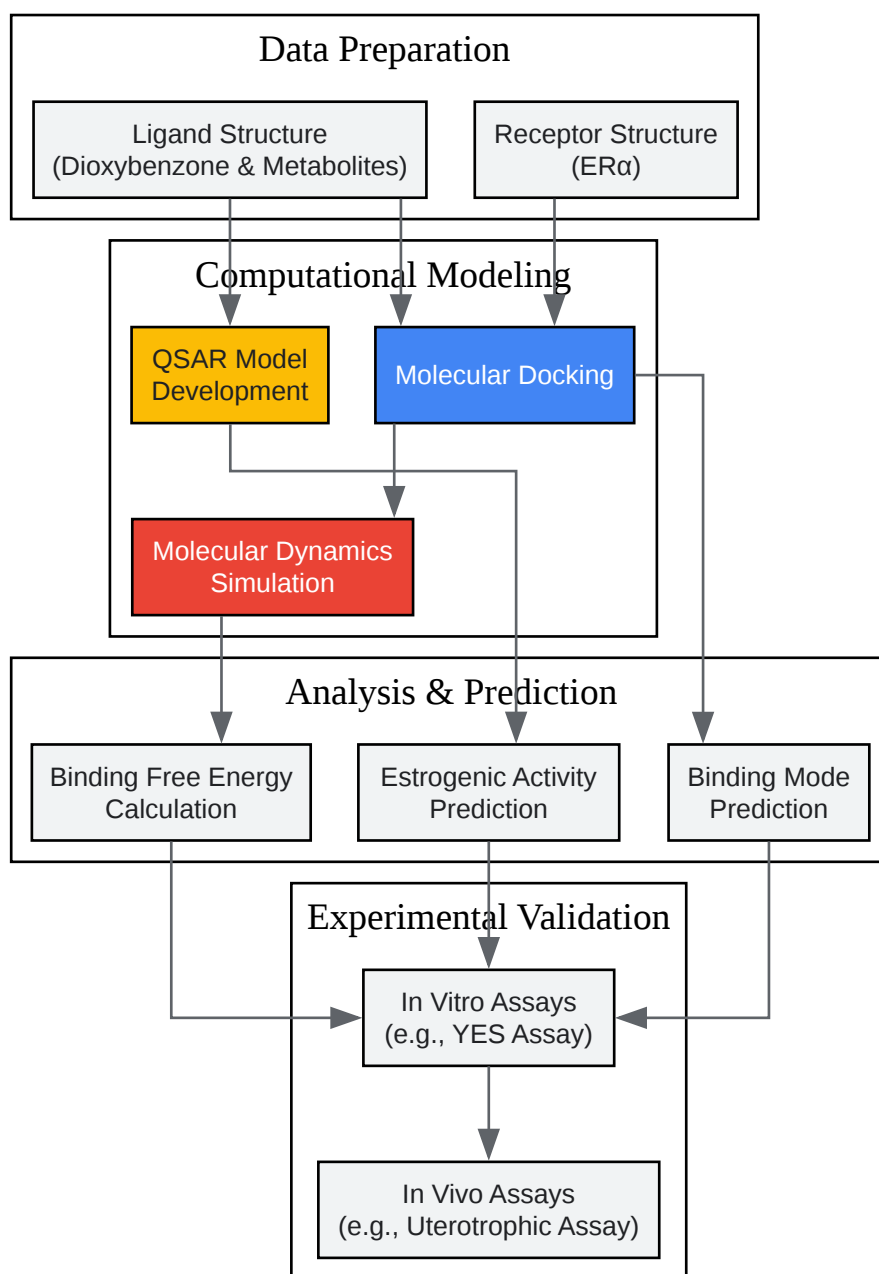 Data Preparation
Ligand Structure
(Dioxybenzone & Metabolites)
Receptor Structure
(ERα)
Computational Modeling
QSAR Model
Development
Molecular Docking
Molecular Dynamics
Simulation
Analysis & Prediction
Binding Free Energy
Calculation
Estrogenic Activity
Prediction
Binding Mode
Prediction
Experimental Validation
In Vitro Assays
(e.g., YES Assay)
In Vivo Assays
(e.g., Uterotrophic Assay)